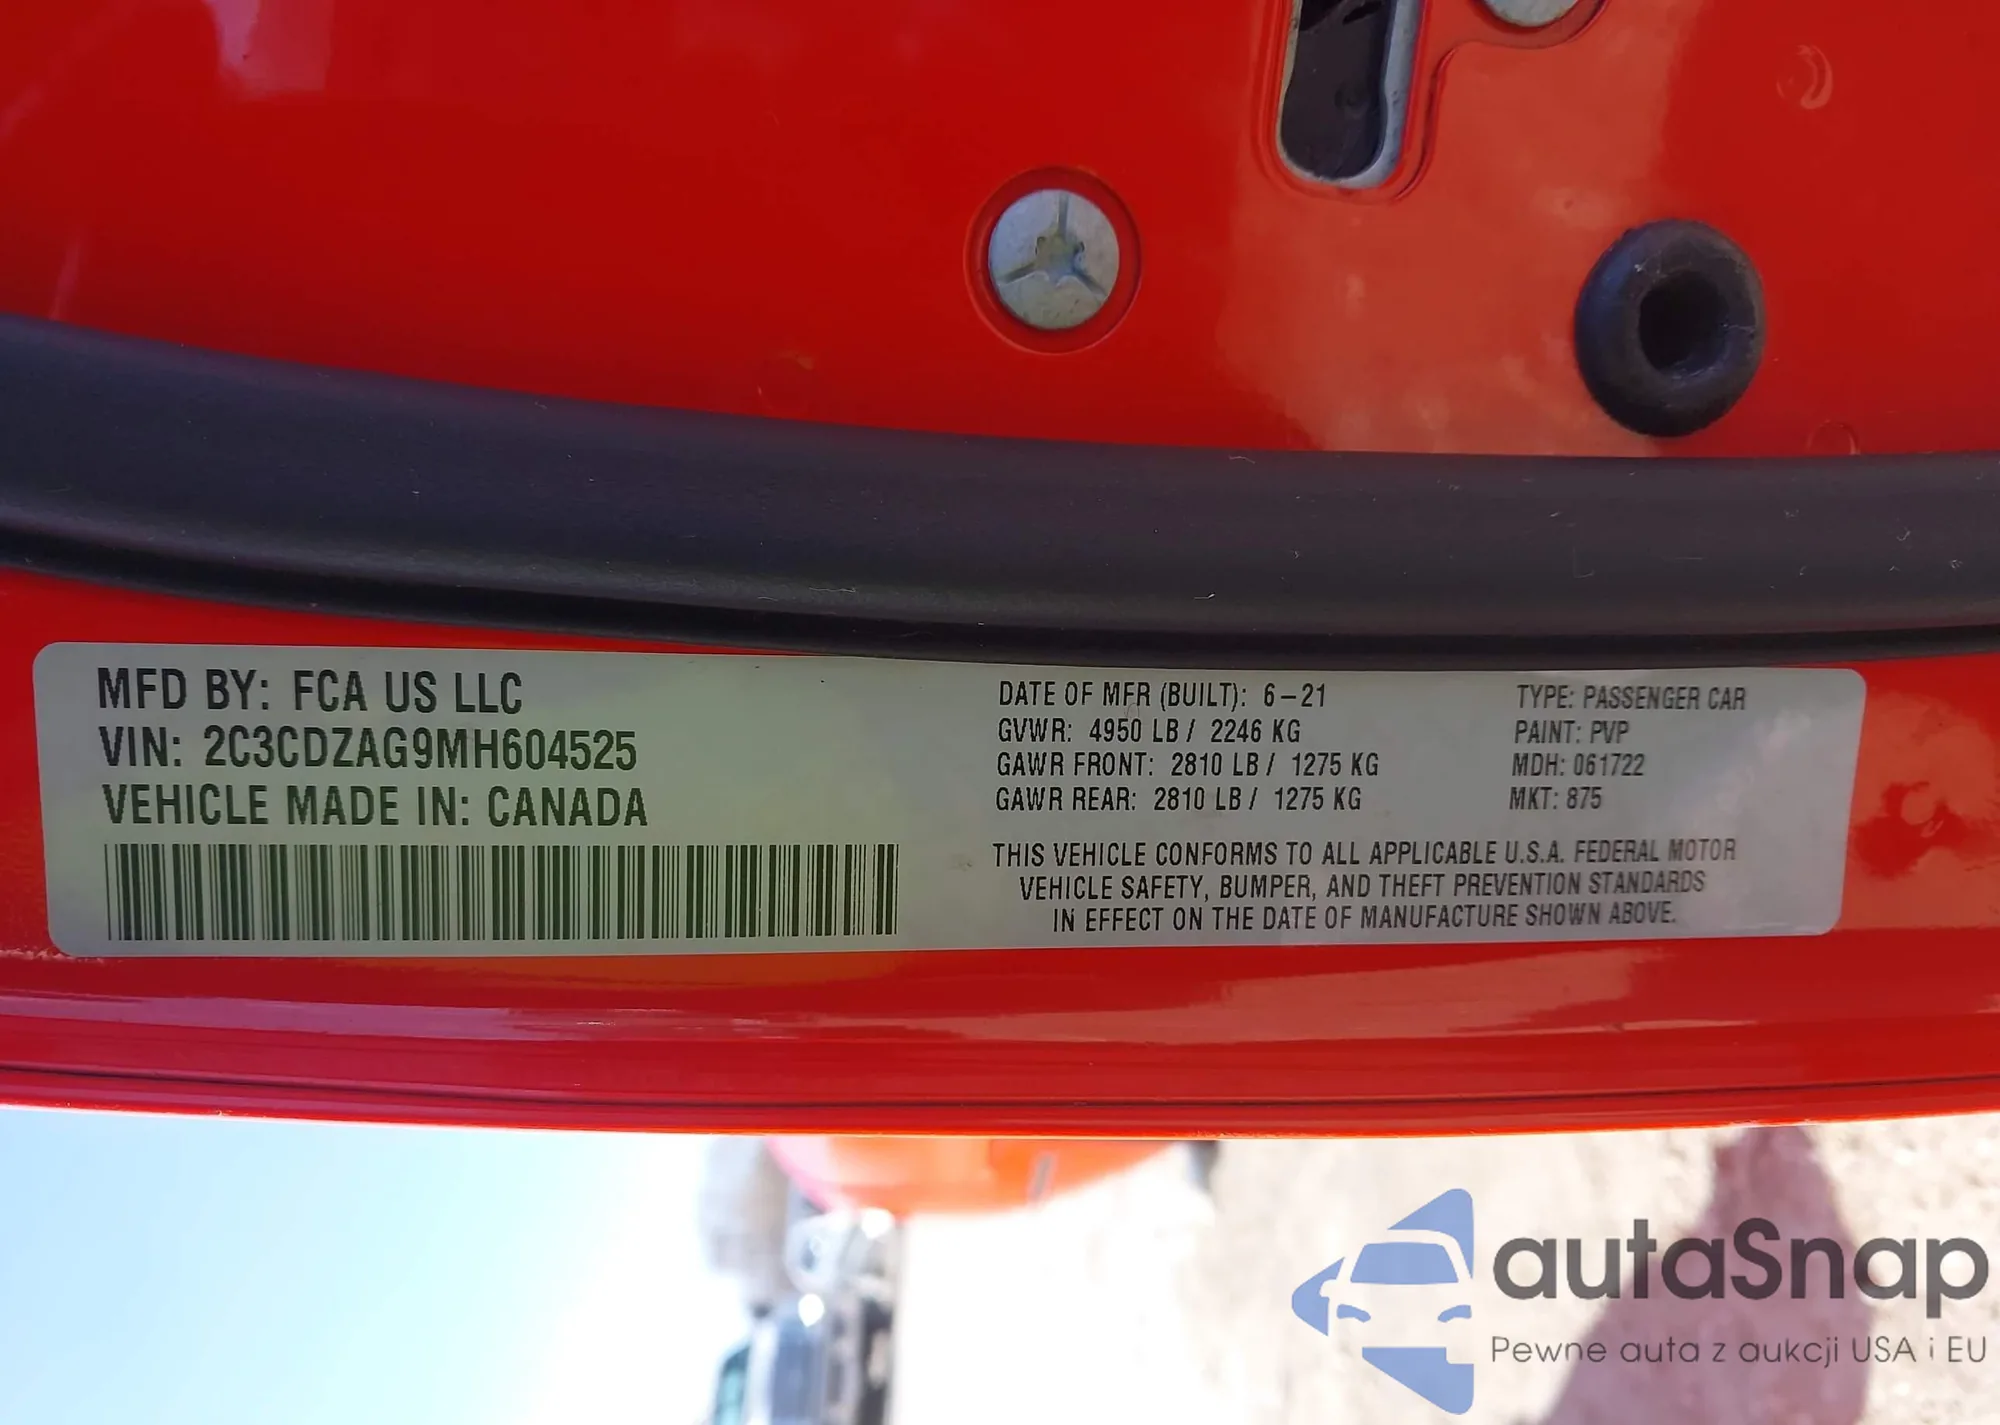 MFD BY: FCA US LLC
VIN: 2C3CDZAG9MH604525
VEHICLE MADE IN: CANADA
DATE OF MFR (BUILT): 6-21
GVWR: 4950 LB / 2246 KG
GAWR FRONT: 2810 LB / 1275 KG
GAWR REAR: 2810 LB / 1275 KG
TYPE: PASSENGER CAR
PAINT: PVP
MDH: 061722
MKT: 875
THIS VEHICLE CONFORMS TO ALL APPLICABLE U.S.A. FEDERAL MOTOR
VEHICLE SAFETY, BUMPER, AND THEFT PREVENTION STANDARDS
IN EFFECT ON THE DATE OF MANUFACTURE SHOWN ABOVE.
autaSnap
Pewne auta z aukcji USA i EU